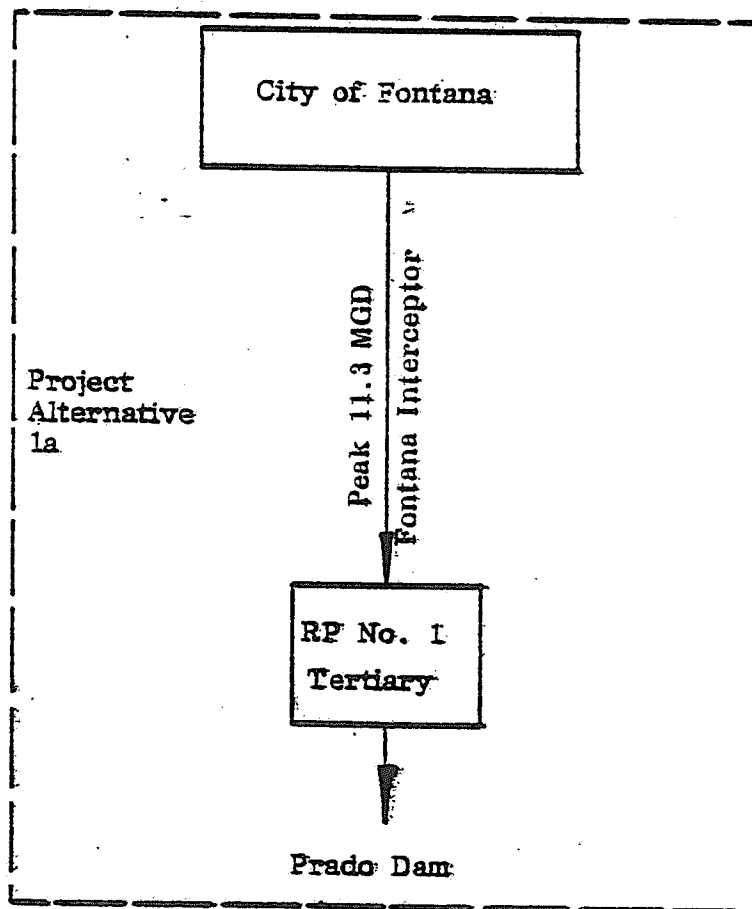 City of Fontana
Peak 11.3 MGD
Fontana Interceptor
Project
Alternative
1a
RP No. 1
Tertiary
Prado Dam